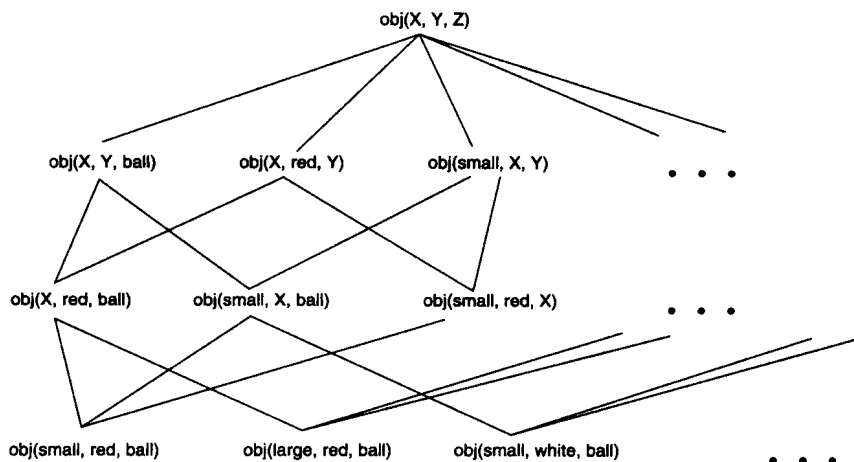 obj(X, Y, Z)
obj(X, Y, ball) obj(X, red, Y) obj(small, X, Y) . . .
obj(X, red, ball) obj(small, X, ball) obj(small, red, X) . . .
obj(small, red, ball) obj(large, red, ball) obj(small, white, ball) . . .